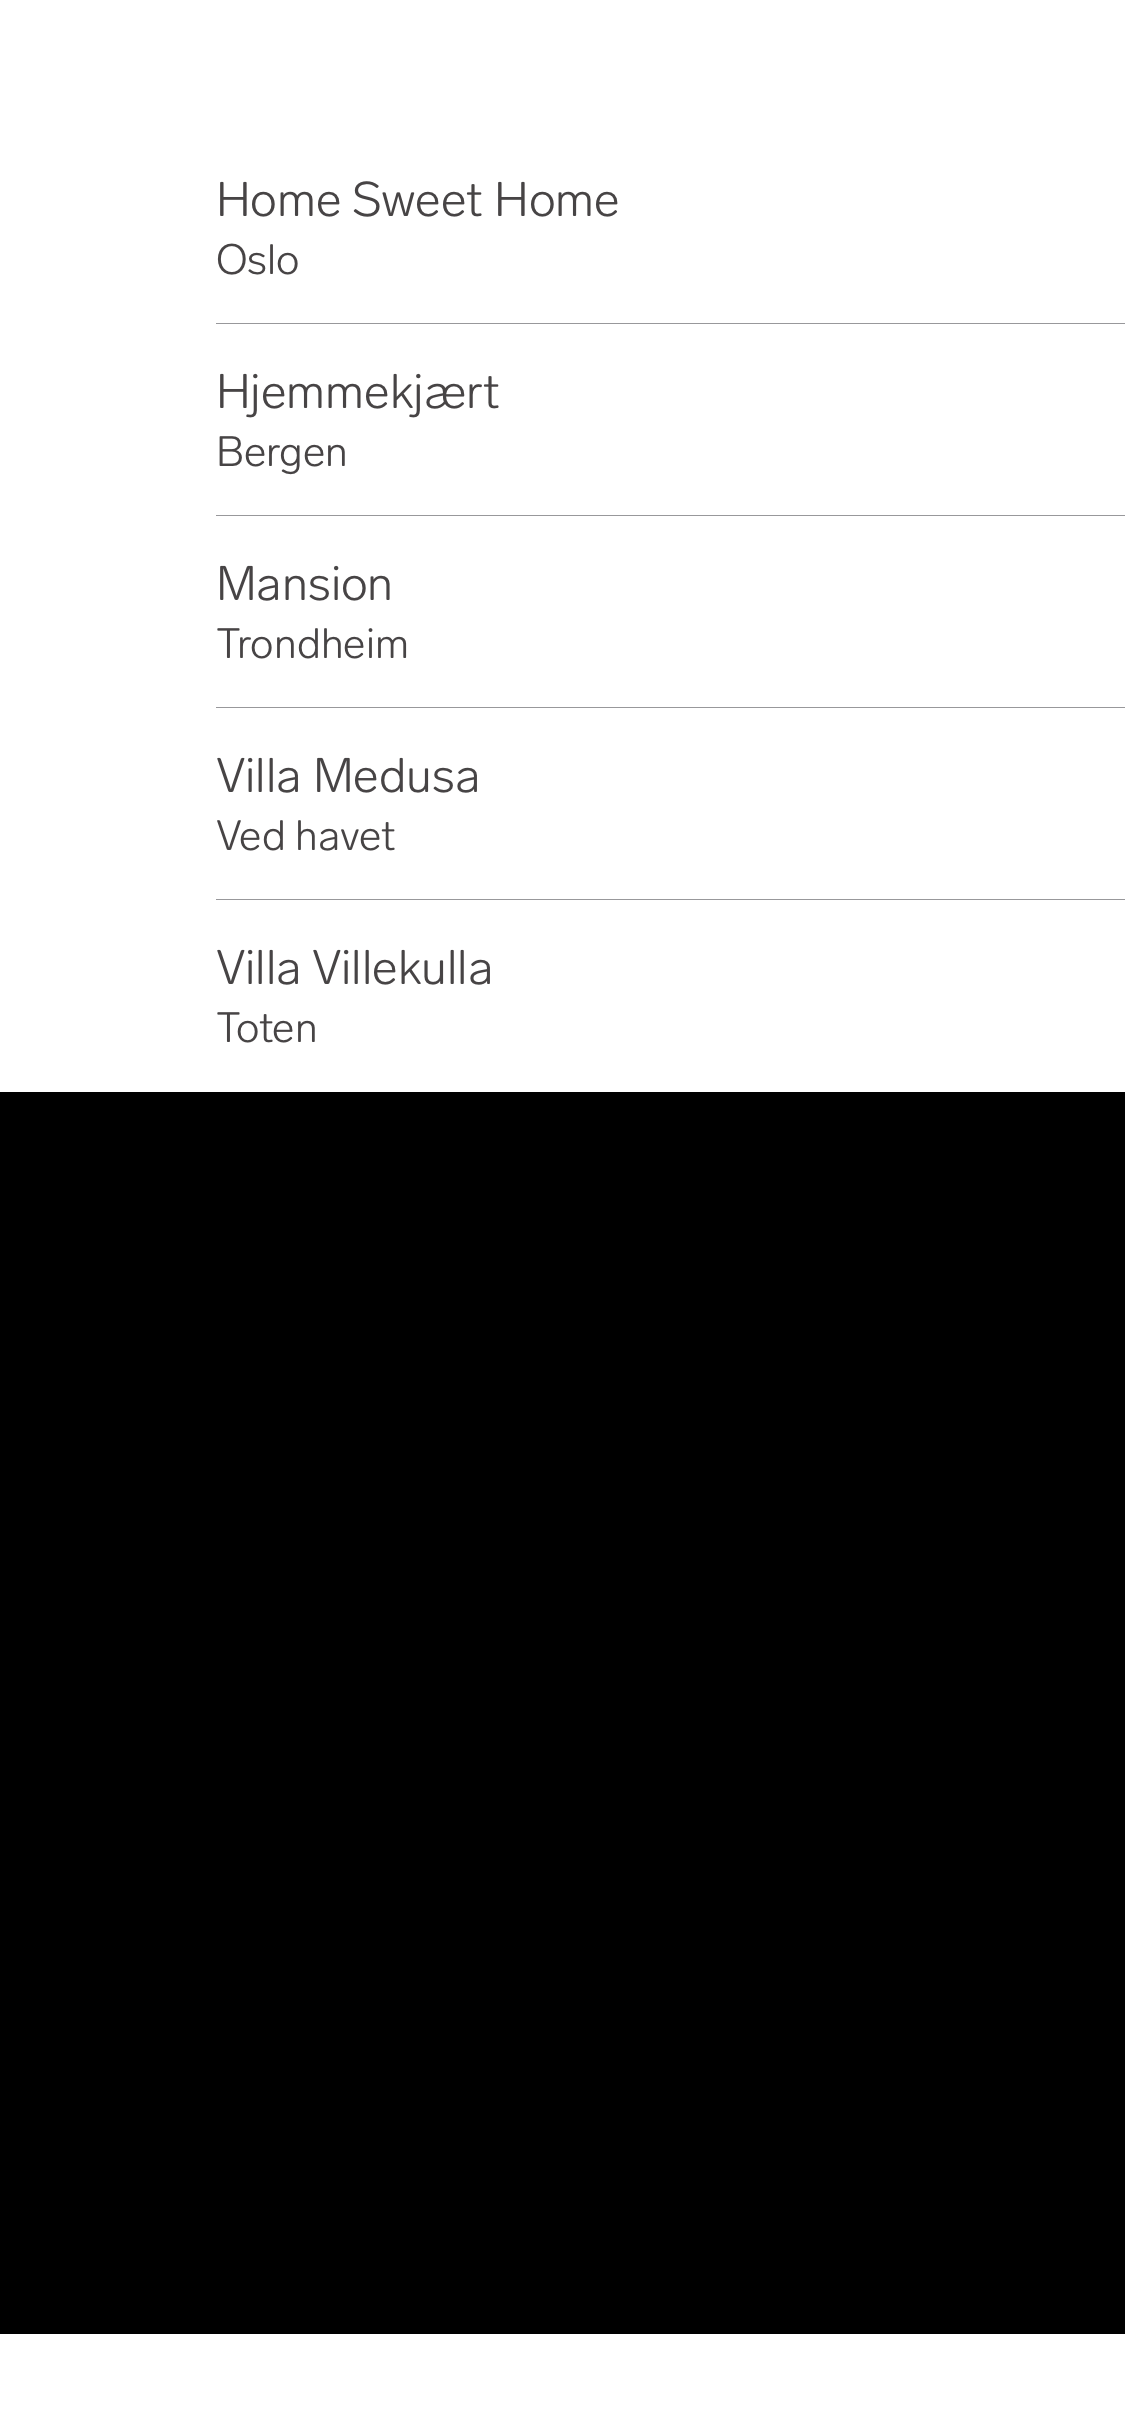 Home Sweet Home
Oslo
Hjemmekjært
Bergen
Mansion
Trondheim
Villa Medusa
Ved havet
Villa Villekulla
Toten